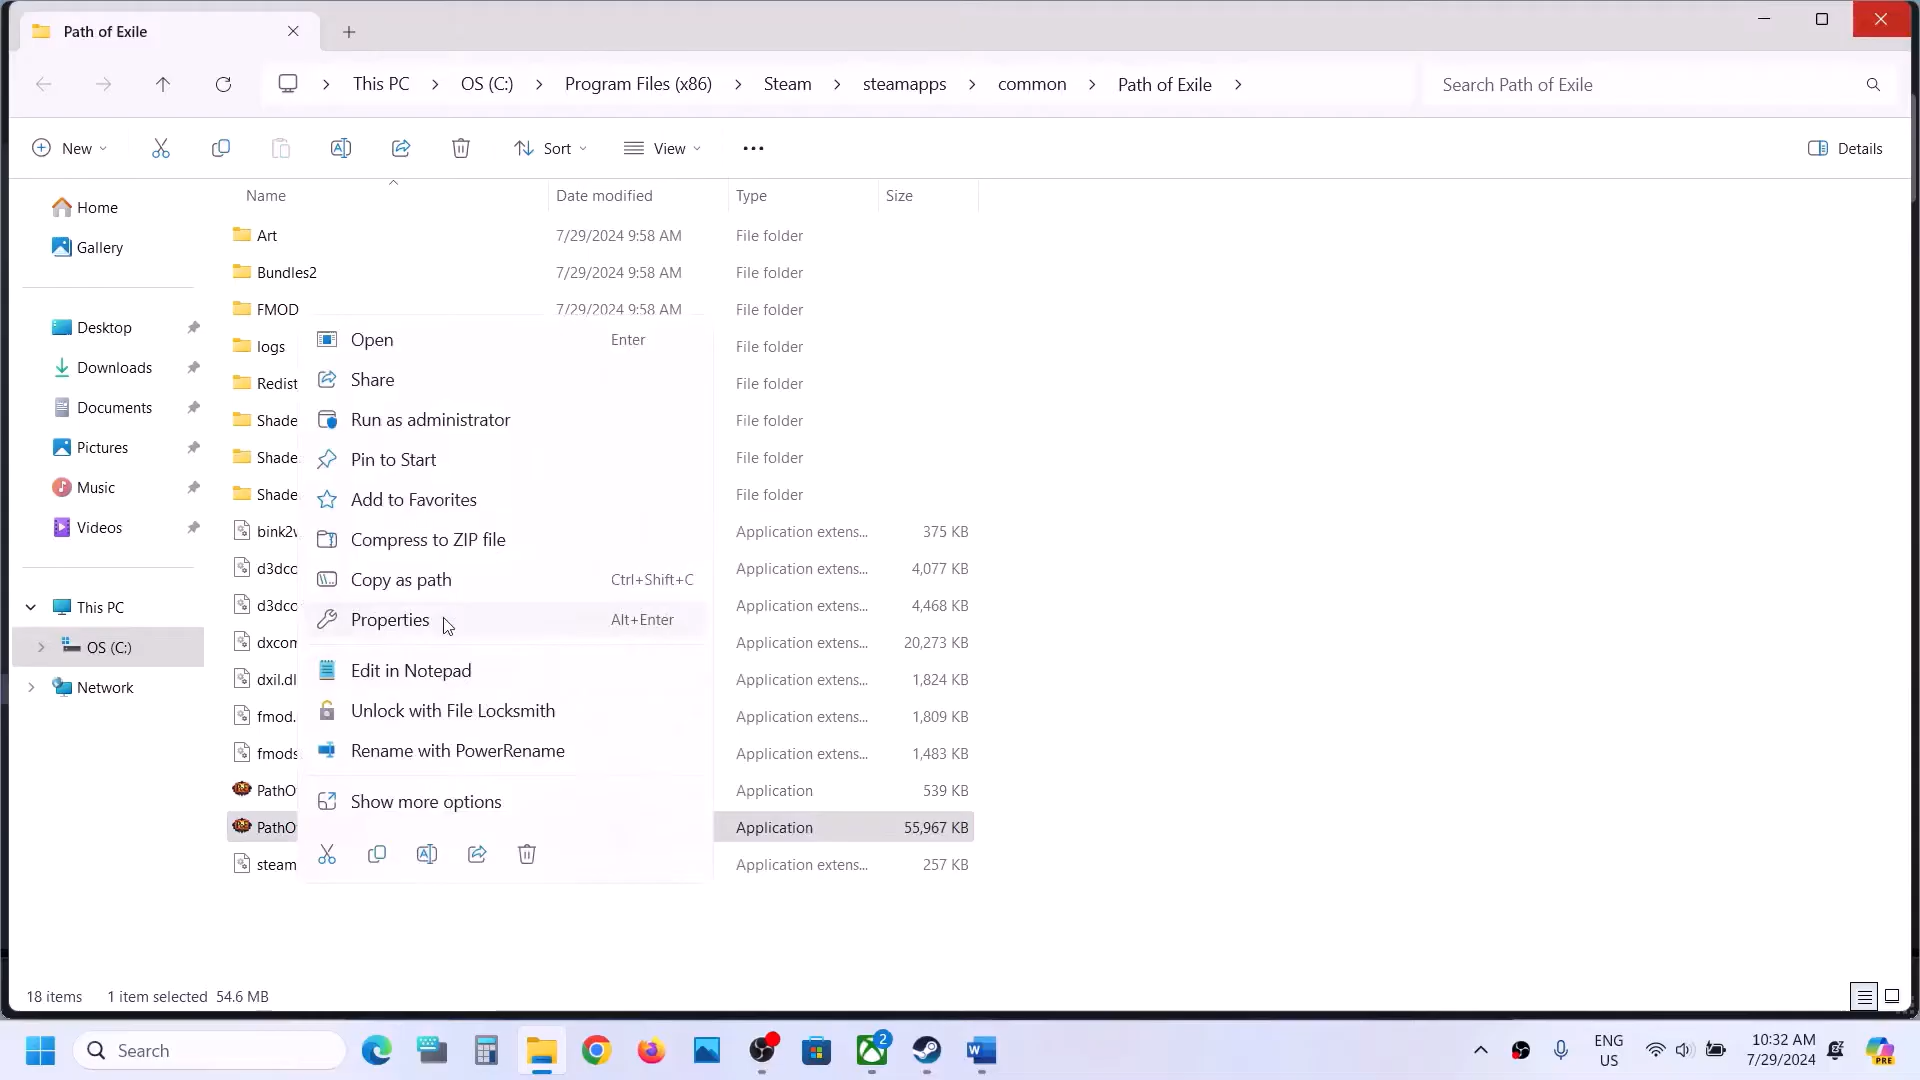 Path of Exile
This PC
OS (C:)
Program Files (x86)
Steam
steamapps
common
Path of Exile
Search Path of Exile
New
Sort
View
Details
Name
Date modified
Type
Size
Home
Gallery
Desktop
Downloads
Documents
Pictures
Music
Videos
This PC
OS (C:)
Network
Art 7/29/2024 9:58 AM File folder
Bundles2 7/29/2024 9:58 AM File folder
FMOD 7/29/2024 9:58 AM File folder
logs File folder
Redist File folder
Shade File folder
Shade File folder
Shade File folder
bink2w Application extens... 375 KB
d3dco Application extens... 4,077 KB
d3dco Application extens... 4,468 KB
dxcom Application extens... 20,273 KB
dxil.dl Application extens... 1,824 KB
fmod. Application extens... 1,809 KB
fmods Application extens... 1,483 KB
PathO Application 539 KB
PathO Application 55,967 KB
steam Application extens... 257 KB
Open Enter
Share
Run as administrator
Pin to Start
Add to Favorites
Compress to ZIP file
Copy as path Ctrl+Shift+C
Properties Alt+Enter
Edit in Notepad
Unlock with File Locksmith
Rename with PowerRename
Show more options
18 items 1 item selected 54.6 MB
Search
2
ENG
US
10:32 AM
7/29/2024
PRE